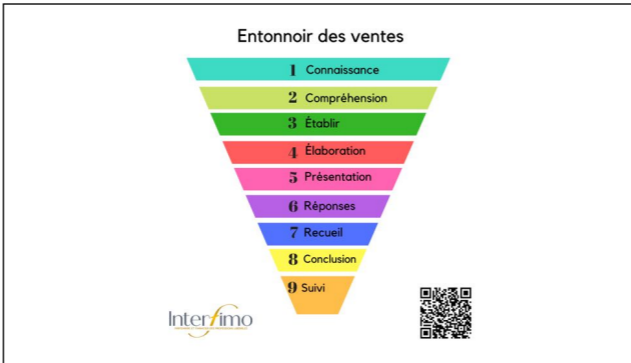 Entonnoir des ventes
1 Connaissance
2 Compréhension
3 Établir
4 Élaboration
5 Présentation
6 Réponses
7 Recueil
8 Conclusion
9 Suivi
Interfimo